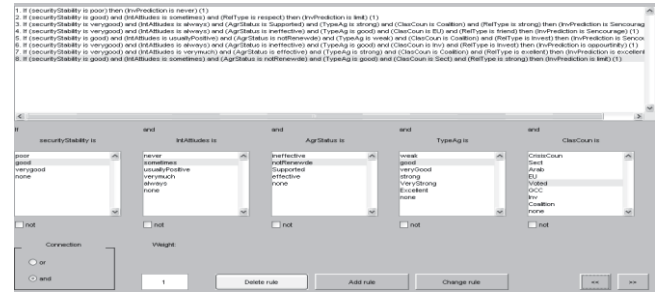 1. If (securityStability is poor) then (InvPrediction is never) (1)
2. If (securityStability is good) and (IntAttiudes is sometimes) and (RelType is respect) then (InvPrediction is limit) (1)
3. If (securityStability is verygood) and (IntAttiudes is always) and (AgrStatus is Supported) and (TypeAg is strong) and (ClasCoun is Coalition) and (RelType is strong) then (InvPrediction is Sencourag
4. If (securityStability is verygood) and (IntAttiudes is always) and (AgrStatus is ineffective) and (TypeAg is good) and (ClasCoun is EU) and (RelType is friend) then (InvPrediction is Sencourage) (1)
5. If (securityStability is good) and (IntAttiudes is usuallyPositive) and (AgrStatus is notRenewde) and (TypeAg is weak) and (ClasCoun is Coalition) and (RelType is Invest) then (InvPrediction is Senco
6. If (securityStability is verygood) and (IntAttiudes is always) and (AgrStatus is ineffective) and (TypeAg is good) and (ClasCoun is Inv) and (RelType is Invest) then (InvPrediction is oppourtinity) (1)
7. If (securityStability is verygood) and (IntAttiudes is verymuch) and (AgrStatus is effective) and (TypeAg is strong) and (ClasCoun is Coalition) and (RelType is exellent) then (InvPrediction is excellent
8. If (securityStability is good) and (IntAttiudes is sometimes) and (AgrStatus is notRenewde) and (TypeAg is good) and (ClasCoun is Sect) and (RelType is strong) then (InvPrediction is limit) (1)
If and and and and
securityStability is IntAttiudes is AgrStatus is TypeAg is ClasCoun is
poor
good
verygood
none
never
sometimes
usuallyPositive
verymuch
always
none
ineffective
notRenewde
Supported
effective
none
weak
good
veryGood
strong
VeryStrong
Excellent
none
CrisisCoun
Sect
Arab
EU
Voted
GCC
Inv
Coalition
none
not not not not not
Connection Weight:
or
and 1 Delete rule Add rule Change rule << >>